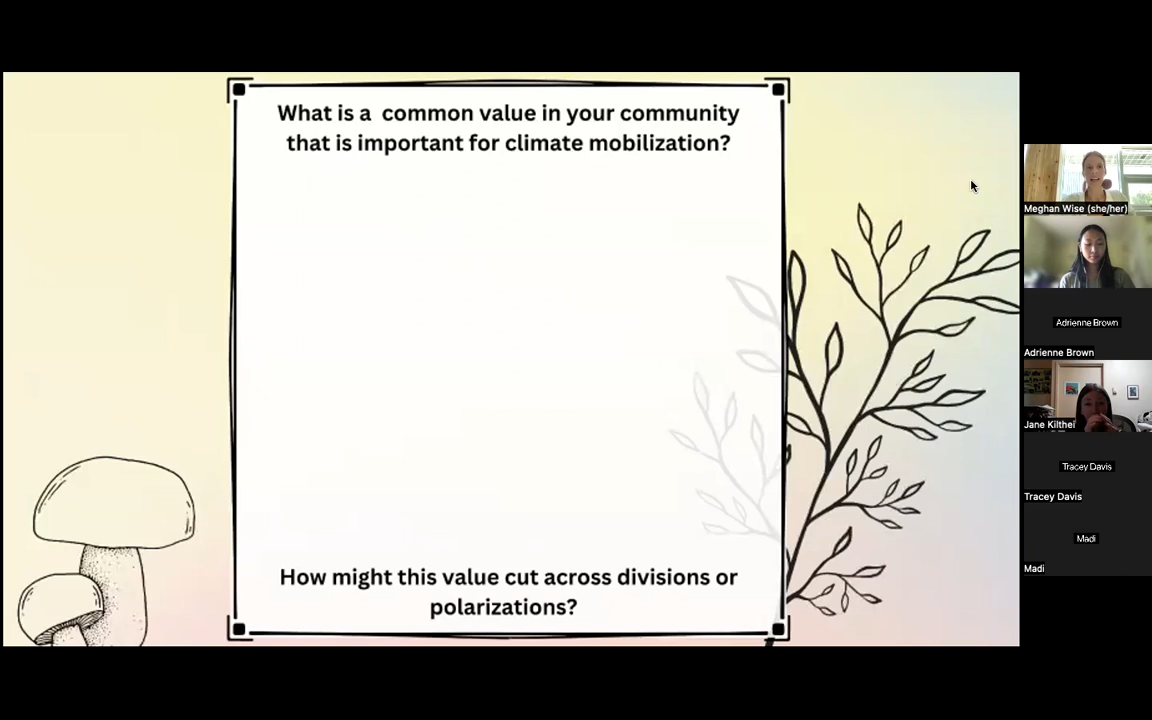 What is a  common value in your community
that is important for climate mobilization?
How might this value cut across divisions or
polarizations?
Meghan Wise (she/her)
Adrienne Brown
Adrienne Brown
Jane Kilthei
Tracey Davis
Tracey Davis
Madi
Madi